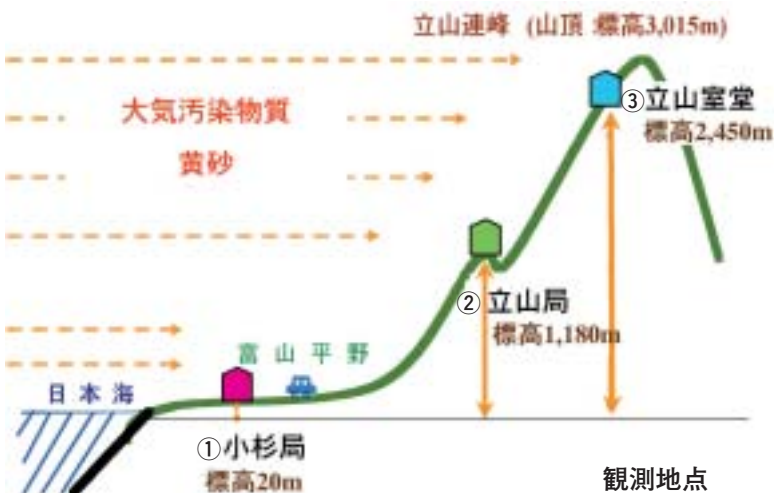 立山連峰 (山頂:標高3,015m)
大気汚染物質
黄砂
③立山室堂
標高2,450m
②立山局
標高1,180m
富山平野
日本海
①小杉局
標高20m
観測地点